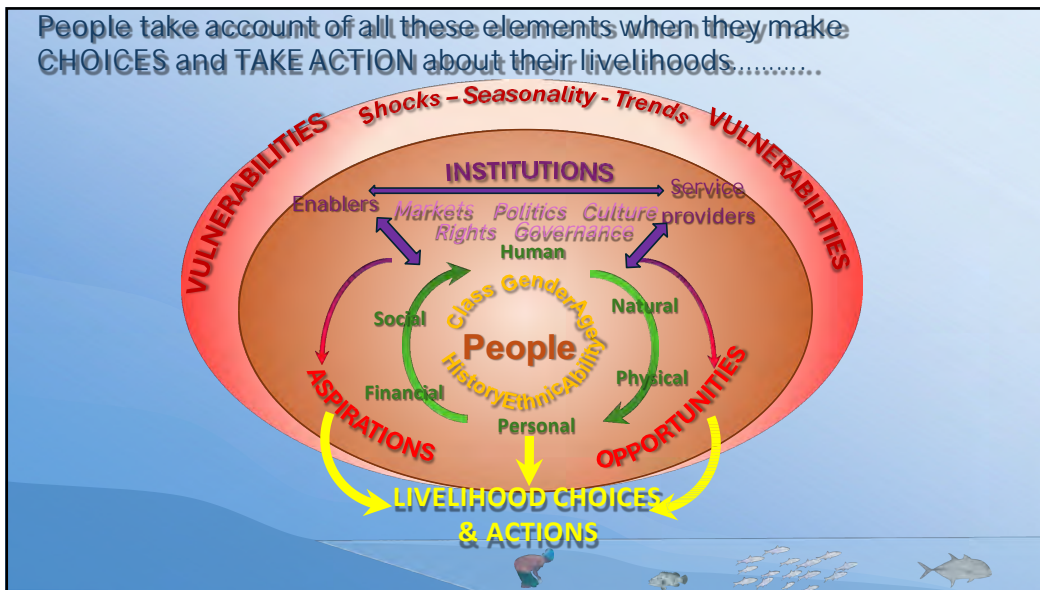 People take account of all these elements when they make
CHOICES and TAKE ACTION about their livelihoods..........
Shocks – Seasonality - Trends
VULNERABILITIES
VULNERABILITIES
INSTITUTIONS
Enablers
Service
providers
Markets Politics Culture
Rights Governance
Human
Social
Natural
Class Gender Age
People
History Ethnic Ability
Financial
Physical
Personal
ASPIRATIONS
OPPORTUNITIES
LIVELIHOOD CHOICES
& ACTIONS